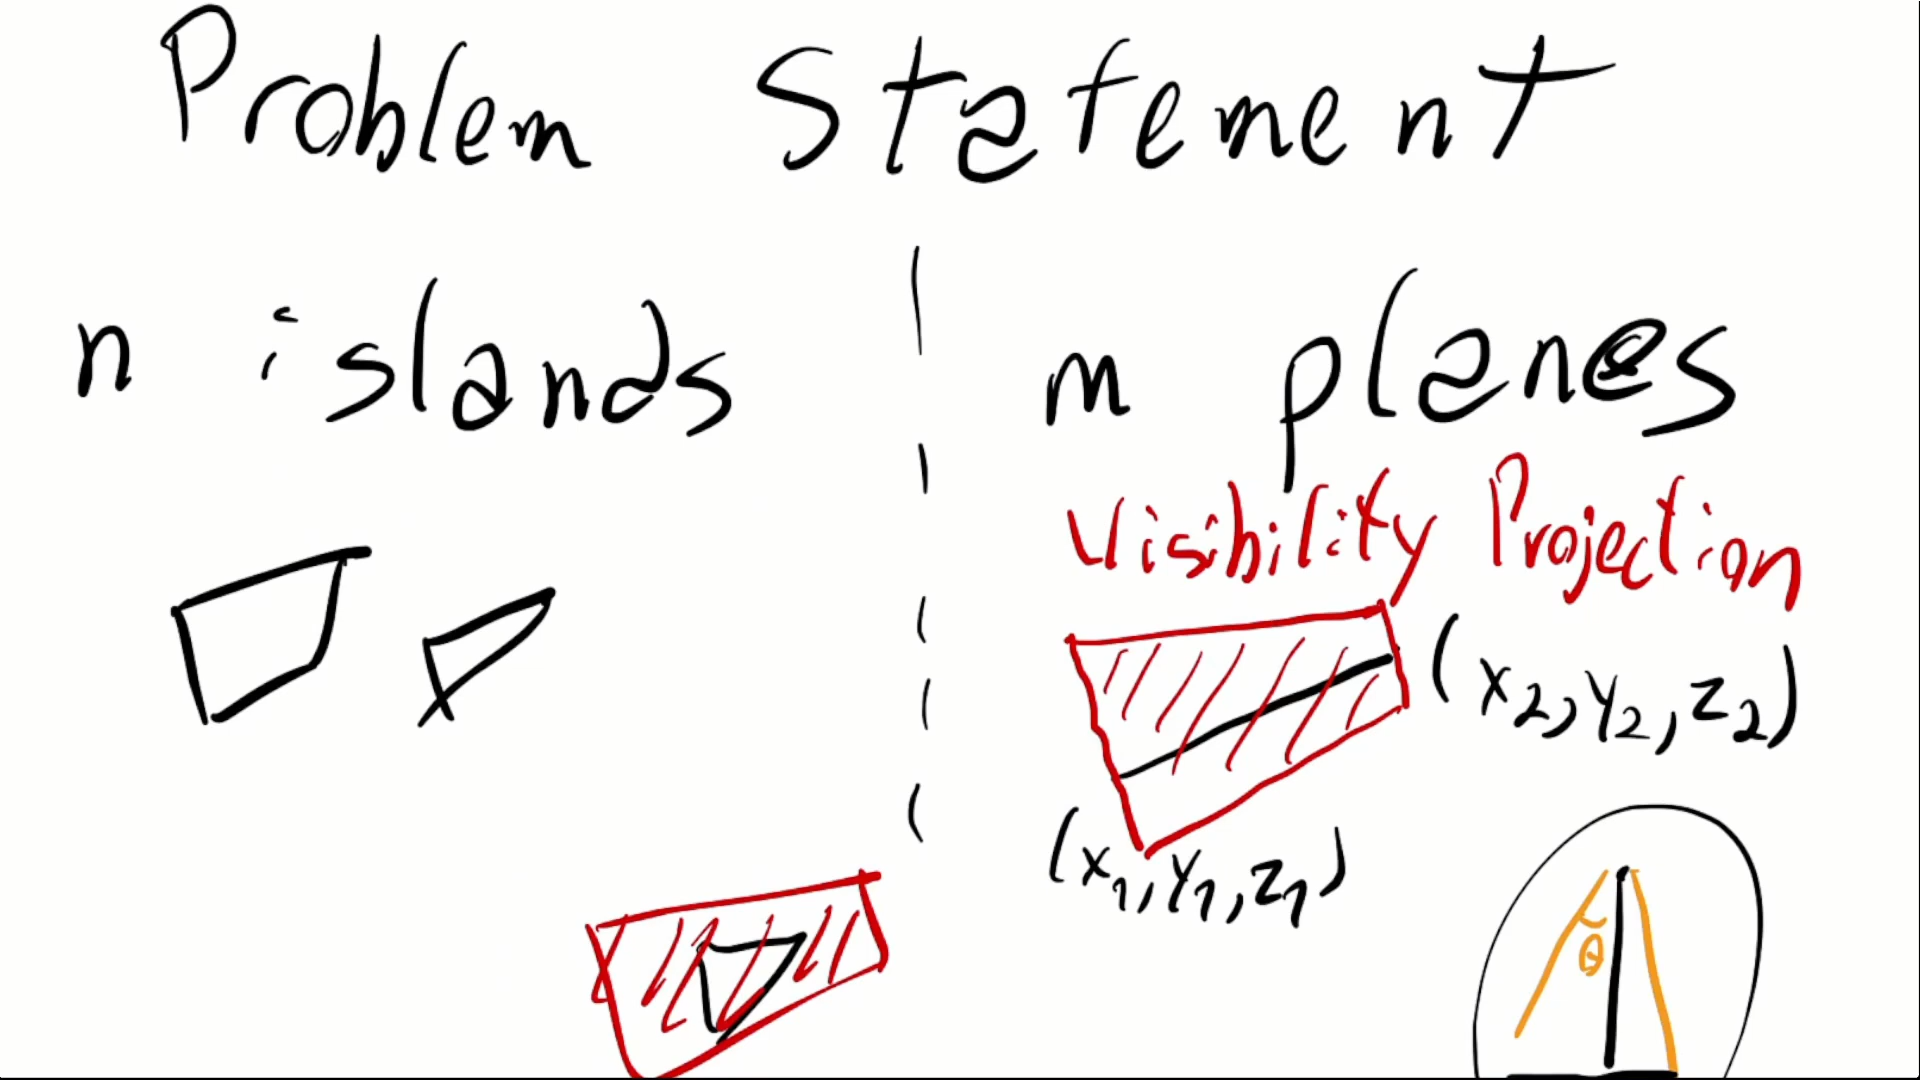 Problem Statement
n islands
m planes
Visibility Projection
(x2, y2, z2)
(x1, y1, z1)
θ